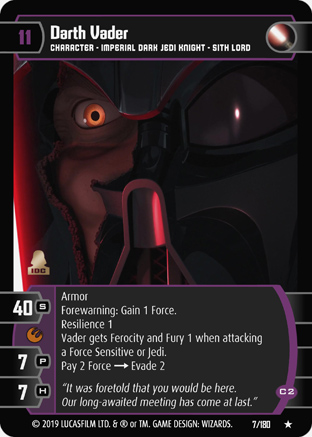 11
Darth Vader
CHARACTER • IMPERIAL DARK JEDI KNIGHT • SITH LORD
IDC
40 S
Armor
Forewarning: Gain 1 Force.
Resilience 1
Vader gets Ferocity and Fury 1 when attacking
a Force Sensitive or Jedi.
7 P
Pay 2 Force → Evade 2
7 H
“It was foretold that you would be here.
Our long-awaited meeting has come at last.”
C2
© 2019 LUCASFILM LTD. & ® or TM. GAME DESIGN: WIZARDS.
7/180 ★